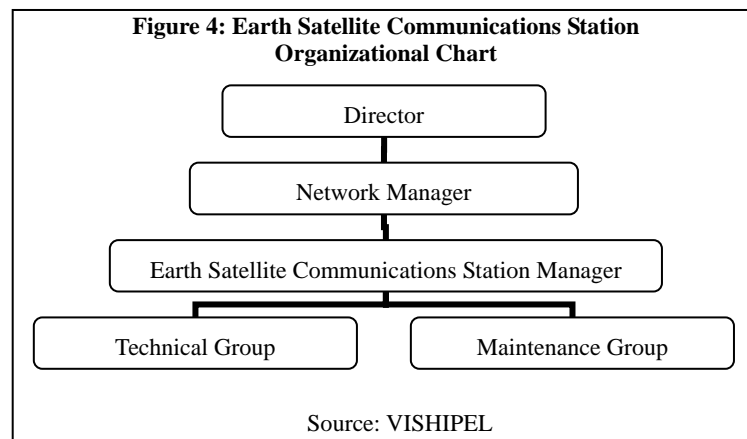 Figure 4: Earth Satellite Communications Station
Organizational Chart
Director
Network Manager
Earth Satellite Communications Station Manager
Technical Group
Maintenance Group
Source: VISHIPEL